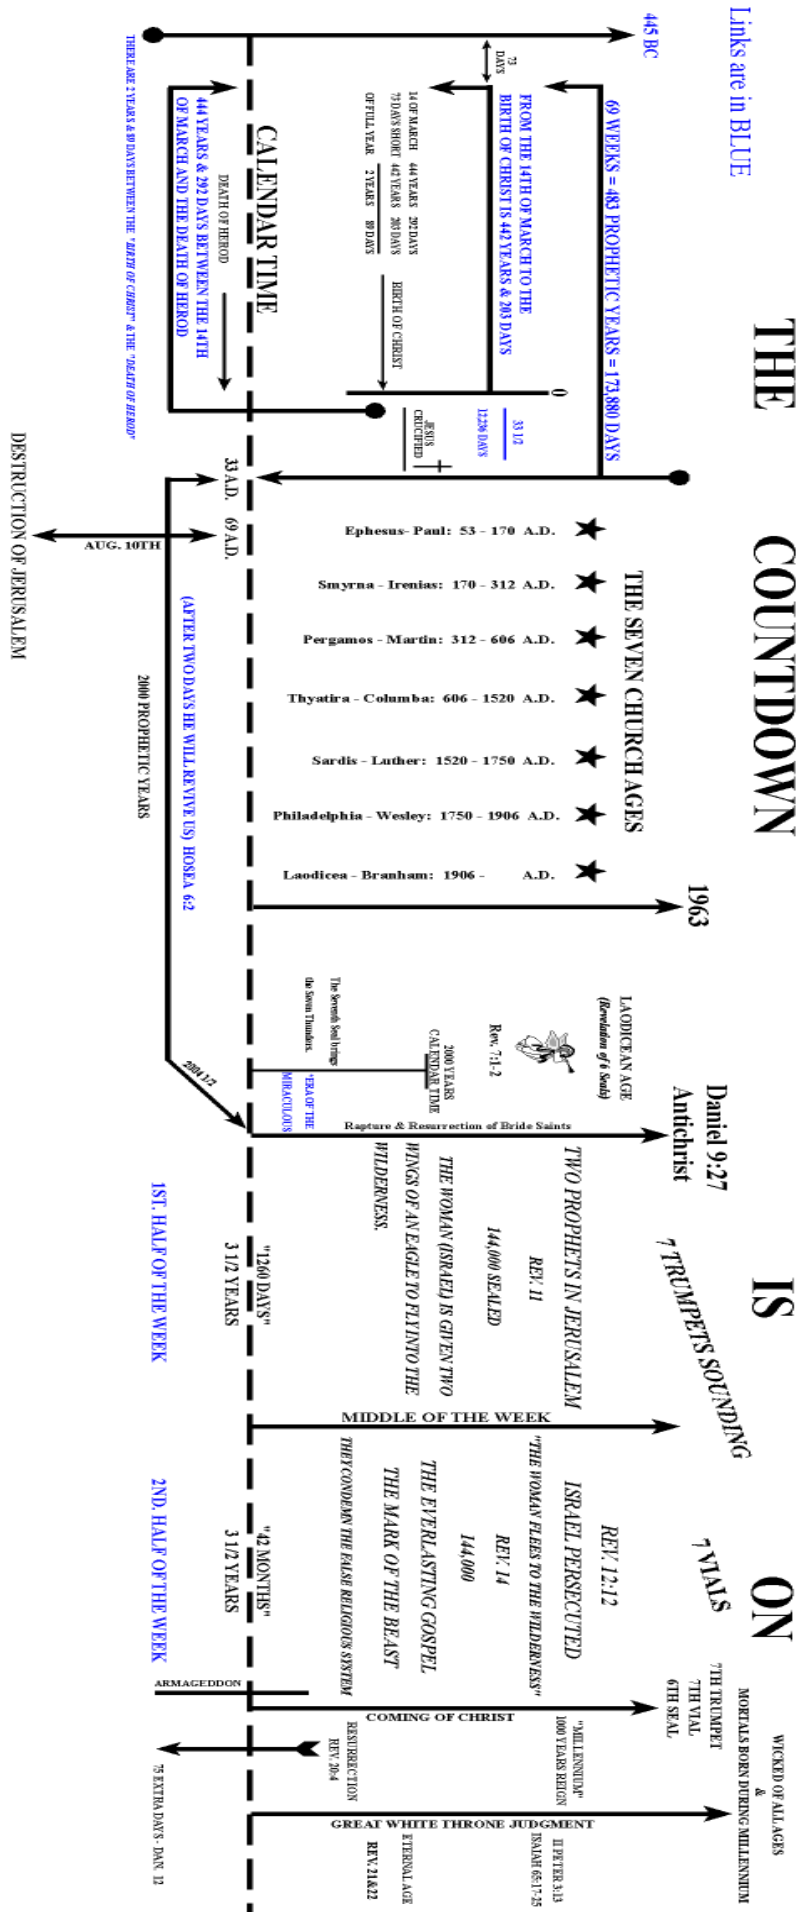 THE COUNTDOWN IS ON
Links are in BLUE
445 BC
73
DAYS
69 WEEKS = 483 PROPHETIC YEARS = 173,880 DAYS
FROM THE 14TH OF MARCH TO THE
BIRTH OF CHRIST IS 442 YEARS & 203 DAYS
14 OF MARCH 444 YEARS 292 DAYS
73 DAYS SHORT 442 YEARS 203 DAYS
OF FULL YEAR 2 YEARS 89 DAYS
BIRTH OF CHRIST
0
33 1/2
12,236 DAYS
JESUS
CRUCIFIED
CALENDAR TIME
DEATH OF HEROD
444 YEARS & 292 DAYS BETWEEN THE 14TH
OF MARCH AND THE DEATH OF HEROD
THERE ARE 2 YEARS & 89 DAYS BETWEEN THE "BIRTH OF CHRIST" & THE "DEATH OF HEROD"
33 A.D.
69 A.D.
AUG. 10TH
DESTRUCTION OF JERUSALEM
THE SEVEN CHURCH AGES
Ephesus- Paul: 53 - 170 A.D.
Smyrna - Irenias: 170 - 312 A.D.
Pergamos - Martin: 312 - 606 A.D.
Thyatira - Columba: 606 - 1520 A.D.
Sardis - Luther: 1520 - 1750 A.D.
Philadelphia - Wesley: 1750 - 1906 A.D.
Laodicea - Branham: 1906 - A.D.
(AFTER TWO DAYS HE WILL REVIVE US) HOSEA 6:2
2000 PROPHETIC YEARS
2004 1/2
1963
LAODICEAN AGE
(Revelation of 6 Seals)
Rev. 7:1-2
2000 YEARS
CALENDAR TIME
The Seventh Seal brings
the Seven Thunders.
"ERA OF THE
MIRACULOUS
Daniel 9:27
Antichrist
Rapture & Resurrection of Bride Saints
7 TRUMPETS SOUNDING
TWO PROPHETS IN JERUSALEM
REV. 11
144,000 SEALED
THE WOMAN (ISRAEL) IS GIVEN TWO
WINGS OF AN EAGLE TO FLY INTO THE
WILDERNESS.
"1260 DAYS"
3 1/2 YEARS
1ST. HALF OF THE WEEK
MIDDLE OF THE WEEK
7 VIALS
REV. 12:12
ISRAEL PERSECUTED
"THE WOMAN FLEES TO THE WILDERNESS"
REV. 14
144,000
THE EVERLASTING GOSPEL
THE MARK OF THE BEAST
THEY CONDEMN THE FALSE RELIGIOUS SYSTEM
"42 MONTHS"
3 1/2 YEARS
2ND. HALF OF THE WEEK
7TH TRUMPET
7TH VIAL
6TH SEAL
ARMAGEDDON
COMING OF CHRIST
"MILLENNIUM"
1000 YEARS REIGN
RESURRECTION
REV. 20:4
75 EXTRA DAYS - DAN. 12
WICKED OF ALL AGES
&
MORTALS BORN DURING MILLENNIUM
GREAT WHITE THRONE JUDGMENT
II PETER 3:13
ISAIAH 65:17-25
ETERNAL AGE
REV. 21&22